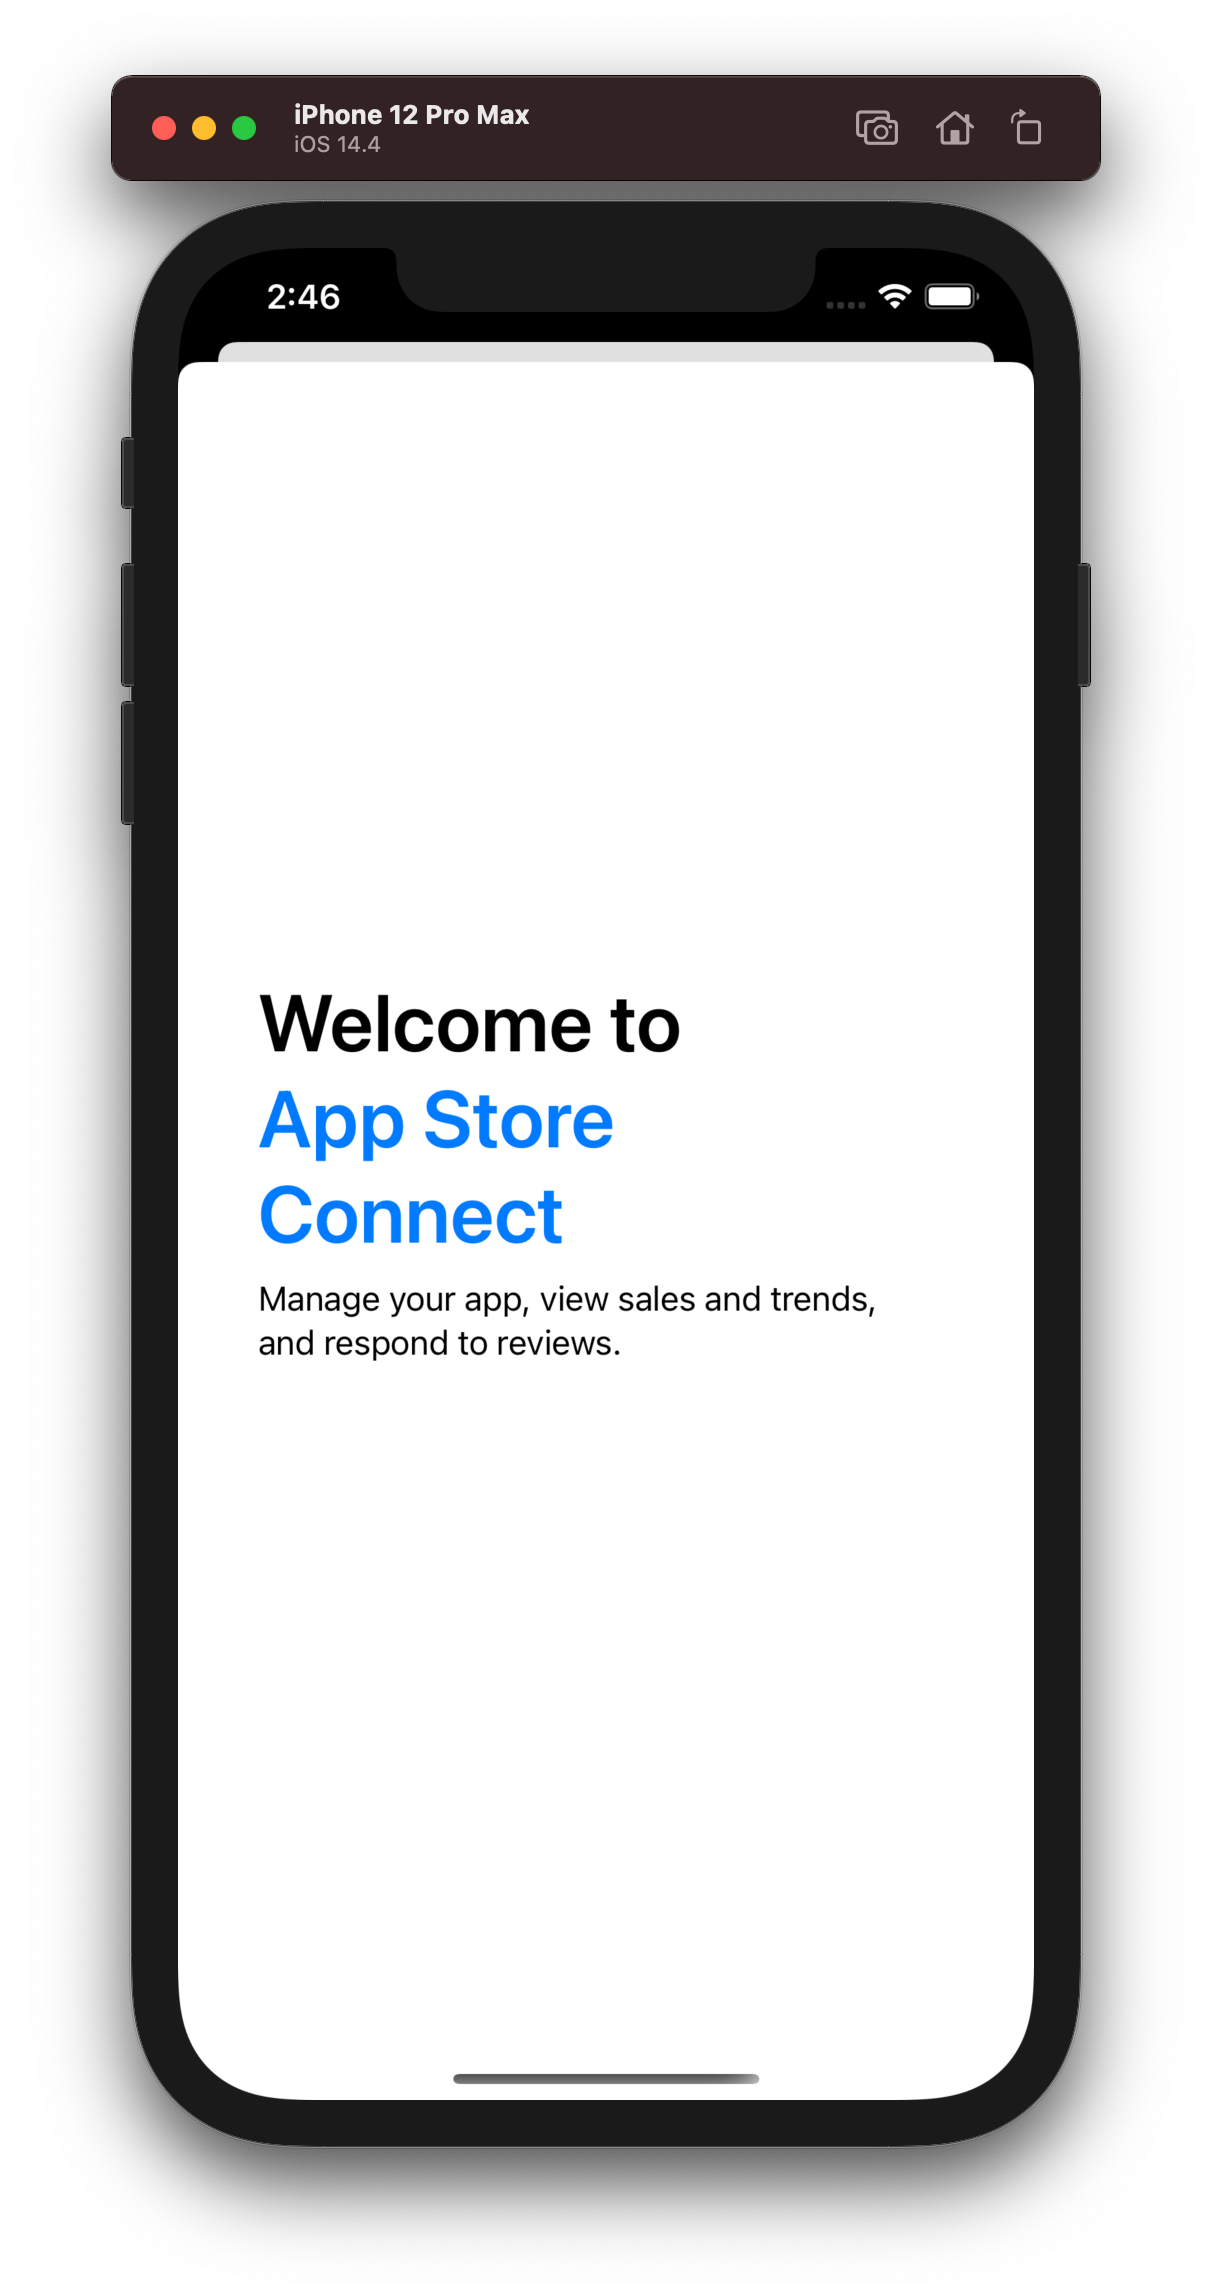 iPhone 12 Pro Max
iOS 14.4
2:46
Welcome to
App Store
Connect
Manage your app, view sales and trends,
and respond to reviews.